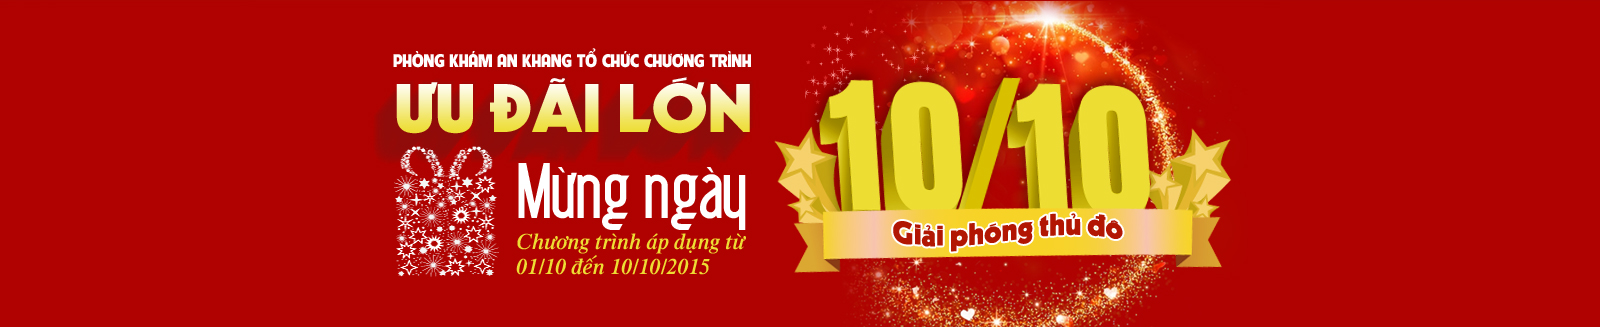 PHÒNG KHÁM AN KHANG TỔ CHỨC CHƯƠNG TRÌNH
ƯU ĐÃI LỚN
Mừng ngày
Chương trình áp dụng từ
01/10 đến 10/10/2015
10/10
Giải phóng thủ đô